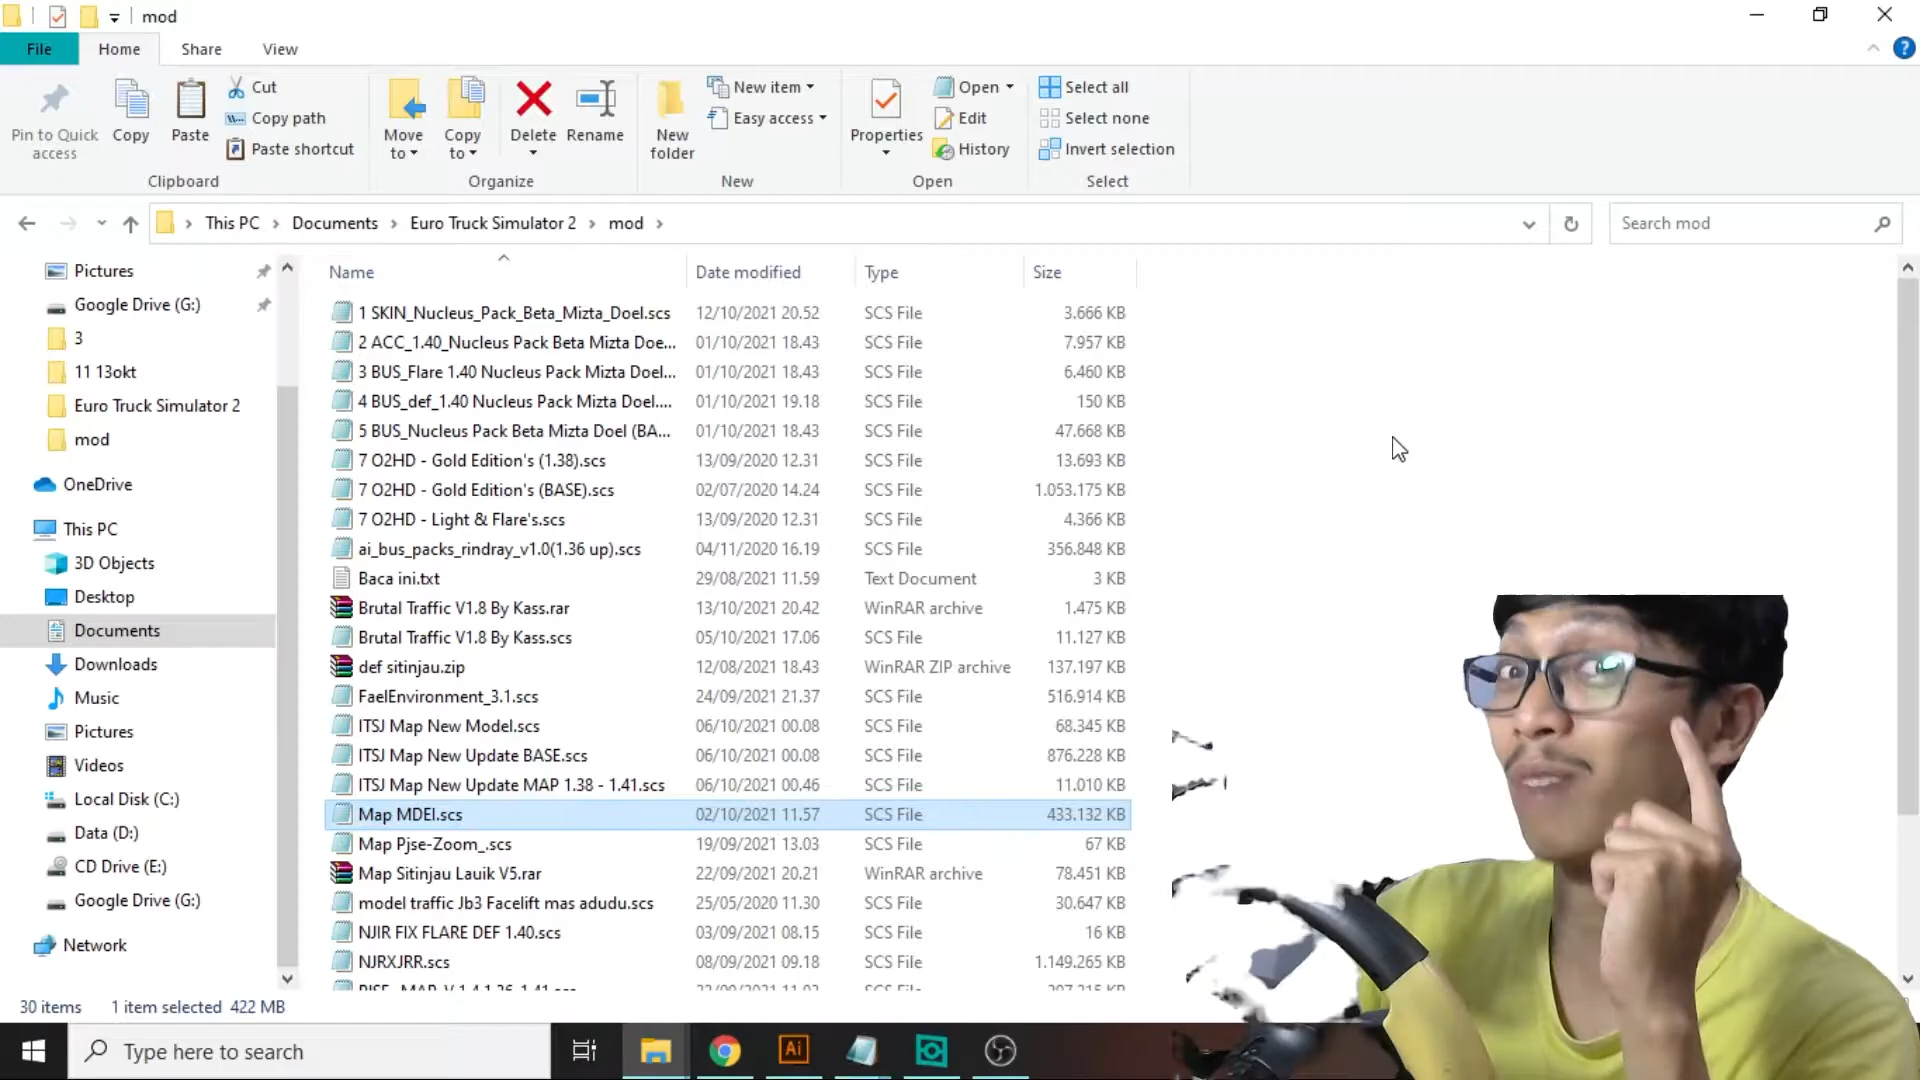 mod
File Home Share View
Pin to Quick access
Copy
Paste
Cut
Copy path
Paste shortcut
Clipboard
Move to
Copy to
Delete
Rename
Organize
New folder
New item
Easy access
New
Properties
Open
Edit
History
Open
Select all
Select none
Invert selection
Select
This PC > Documents > Euro Truck Simulator 2 > mod >
Search mod
Pictures
Google Drive (G:)
3
11 13okt
Euro Truck Simulator 2
mod
OneDrive
This PC
3D Objects
Desktop
Documents
Downloads
Music
Pictures
Videos
Local Disk (C:)
Data (D:)
CD Drive (E:)
Google Drive (G:)
Network
Name Date modified Type Size
1 SKIN_Nucleus_Pack_Beta_Mizta_Doel.scs 12/10/2021 20.52 SCS File 3.666 KB
2 ACC_1.40_Nucleus Pack Beta Mizta Doe... 01/10/2021 18.43 SCS File 7.957 KB
3 BUS_Flare 1.40 Nucleus Pack Mizta Doel... 01/10/2021 18.43 SCS File 6.460 KB
4 BUS_def_1.40 Nucleus Pack Mizta Doel.... 01/10/2021 19.18 SCS File 150 KB
5 BUS_Nucleus Pack Beta Mizta Doel (BA... 01/10/2021 18.43 SCS File 47.668 KB
7 O2HD - Gold Edition's (1.38).scs 13/09/2020 12.31 SCS File 13.693 KB
7 O2HD - Gold Edition's (BASE).scs 02/07/2020 14.24 SCS File 1.053.175 KB
7 O2HD - Light & Flare's.scs 13/09/2020 12.31 SCS File 4.366 KB
ai_bus_packs_rindray_v1.0(1.36 up).scs 04/11/2020 16.19 SCS File 356.848 KB
Baca ini.txt 29/08/2021 11.59 Text Document 3 KB
Brutal Traffic V1.8 By Kass.rar 13/10/2021 20.42 WinRAR archive 1.475 KB
Brutal Traffic V1.8 By Kass.scs 05/10/2021 17.06 SCS File 11.127 KB
def sitinjau.zip 12/08/2021 18.43 WinRAR ZIP archive 137.197 KB
FaelEnvironment_3.1.scs 24/09/2021 21.37 SCS File 516.914 KB
ITSJ Map New Model.scs 06/10/2021 00.08 SCS File 68.345 KB
ITSJ Map New Update BASE.scs 06/10/2021 00.08 SCS File 876.228 KB
ITSJ Map New Update MAP 1.38 - 1.41.scs 06/10/2021 00.46 SCS File 11.010 KB
Map MDEI.scs 02/10/2021 11.57 SCS File 433.132 KB
Map Pjse-Zoom_.scs 19/09/2021 13.03 SCS File 67 KB
Map Sitinjau Lauik V5.rar 22/09/2021 20.21 WinRAR archive 78.451 KB
model traffic Jb3 Facelift mas adudu.scs 25/05/2020 11.30 SCS File 30.647 KB
NJIR FIX FLARE DEF 1.40.scs 03/09/2021 08.15 SCS File 16 KB
NJRXJRR.scs 08/09/2021 09.18 SCS File 1.149.265 KB
30 items 1 item selected 422 MB
Type here to search
Ai